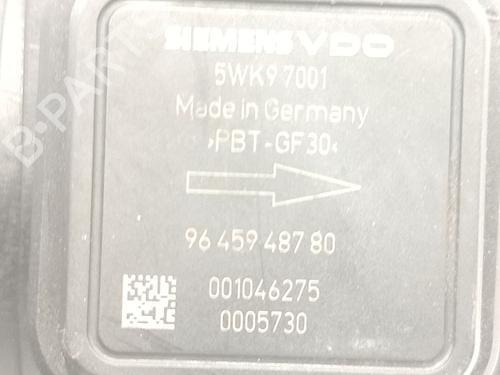 SIEMENS VDO
5WK9 7001
Made in Germany
>PBT-GF30<
96 459 487 80
001046275
0005730
B-PARTS